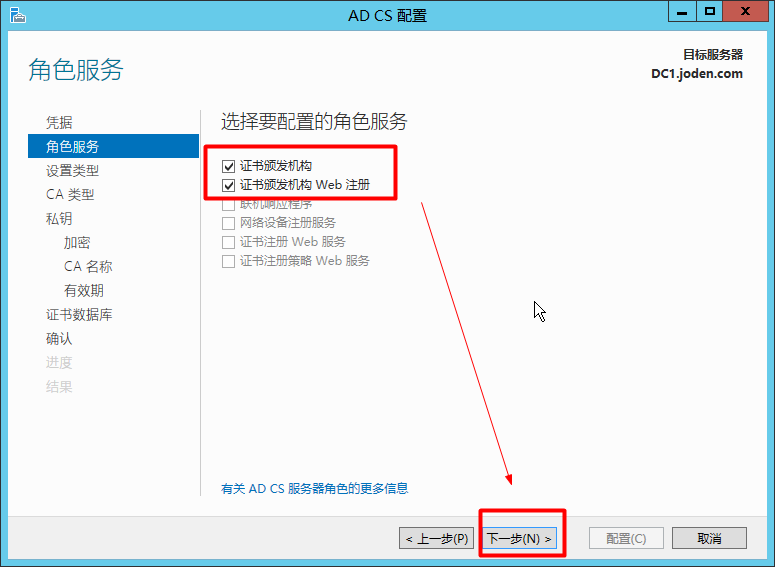 AD CS 配置
角色服务
目标服务器
DC1.joden.com
凭据
角色服务
设置类型
CA 类型
私钥
加密
CA 名称
有效期
证书数据库
确认
进度
结果
选择要配置的角色服务
证书颁发机构
证书颁发机构 Web 注册
联机响应程序
网络设备注册服务
证书注册 Web 服务
证书注册策略 Web 服务
有关 AD CS 服务器角色的更多信息
< 上一步(P)
下一步(N) >
配置(C)
取消